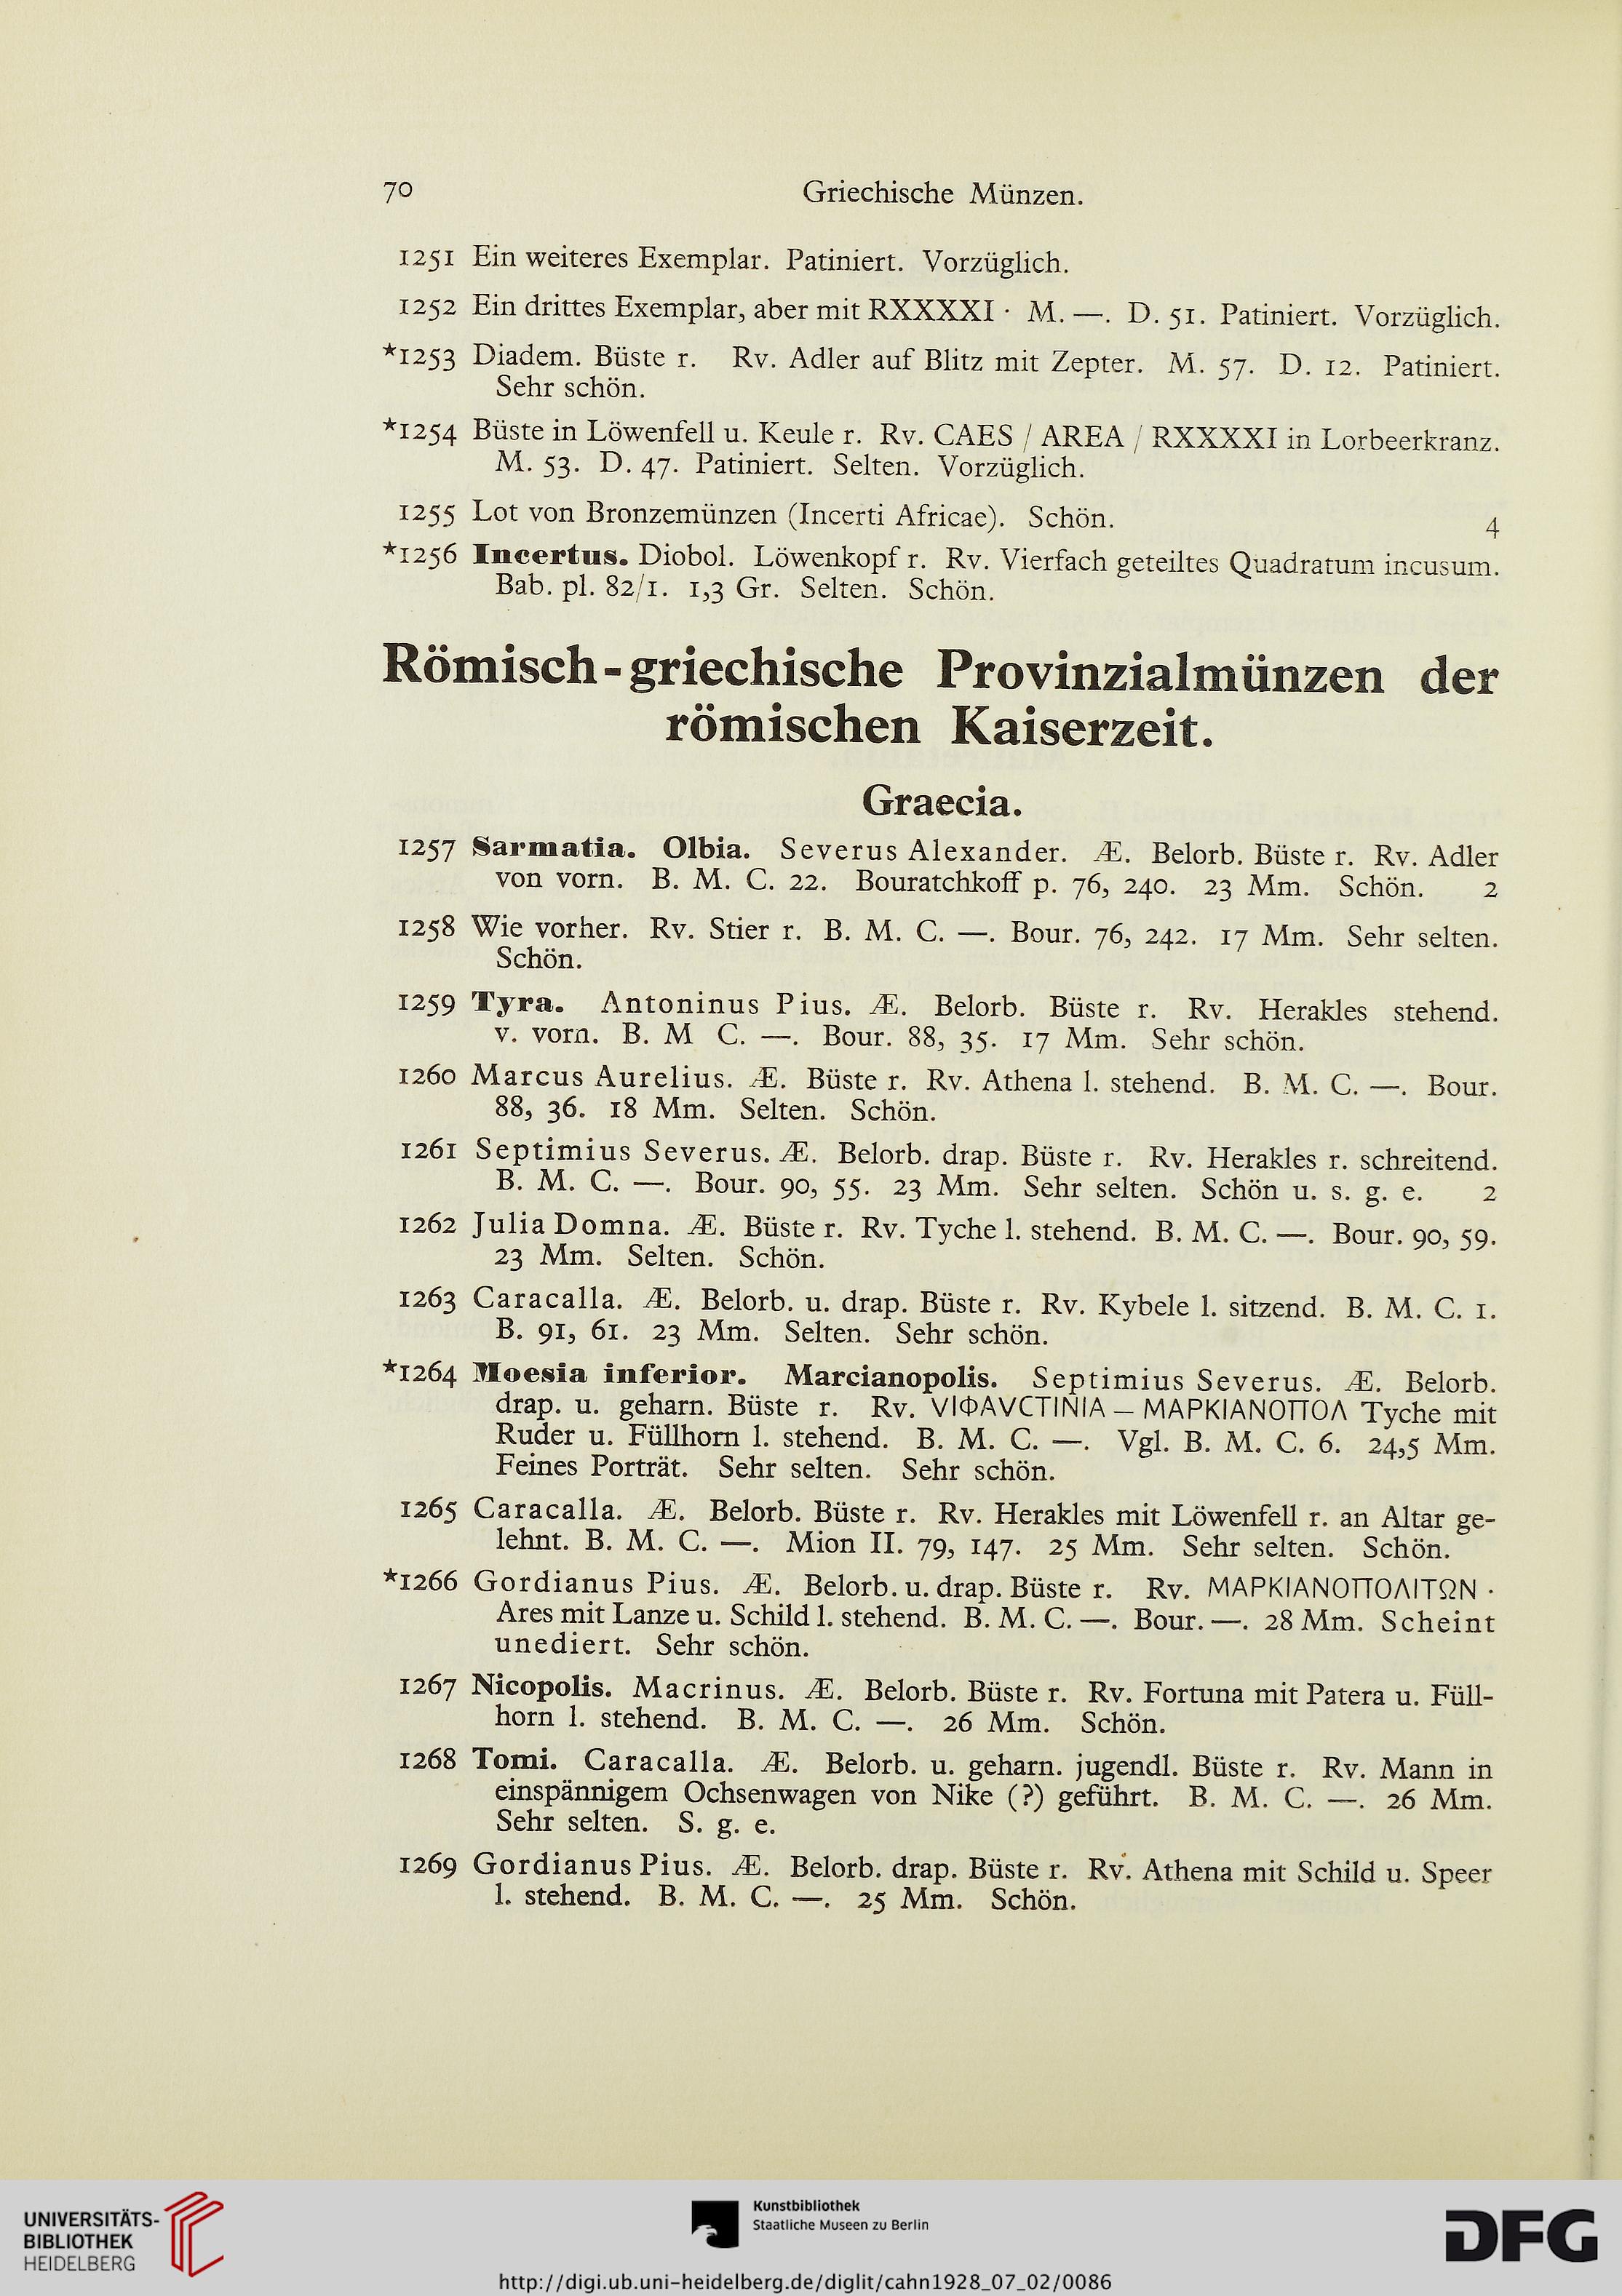 70 Griechische Münzen.
1251 Ein weiteres Exemplar. Patiniert. Vorzüglich.
1252 Ein drittes Exemplar, aber mit RXXXXI · M. —. D. 51. Patiniert. Vorzüglich.
*1253 Diadem. Büste r. Rv. Adler auf Blitz mit Zepter. M. 57. D. 12. Patiniert.
Sehr schön.
*1254 Büste in Löwenfell u. Keule r. Rv. CAES / AREA / RXXXXI in Lorbeerkranz.
M. 53. D. 47. Patiniert. Selten. Vorzüglich.
1255 Lot von Bronzemünzen (Incerti Africae). Schön. 4
*1256 Incertus. Diobol. Löwenkopf r. Rv. Vierfach geteiltes Quadratum incusum.
Bab. pl. 82/1. 1,3 Gr. Selten. Schön.
Römisch-griechische Provinzialmünzen der
römischen Kaiserzeit.
Graecia.
1257 Sarmatia. Olbia. Severus Alexander. Æ. Belorb. Büste r. Rv. Adler
von vorn. B. M. C. 22. Bouratchkoff p. 76, 240. 23 Mm. Schön. 2
1258 Wie vorher. Rv. Stier r. B. M. C. —. Bour. 76, 242. 17 Mm. Sehr selten.
Schön.
1259 Tyra. Antoninus Pius. Æ. Belorb. Büste r. Rv. Herakles stehend.
v. vorn. B. M C. —. Bour. 88, 35. 17 Mm. Sehr schön.
1260 Marcus Aurelius. Æ. Büste r. Rv. Athena l. stehend. B. M. C. —. Bour.
88, 36. 18 Mm. Selten. Schön.
1261 Septimius Severus. Æ. Belorb. drap. Büste r. Rv. Herakles r. schreitend.
B. M. C. —. Bour. 90, 55. 23 Mm. Sehr selten. Schön u. s. g. e. 2
1262 Julia Domna. Æ. Büste r. Rv. Tyche l. stehend. B. M. C. —. Bour. 90, 59.
23 Mm. Selten. Schön.
1263 Caracalla. Æ. Belorb. u. drap. Büste r. Rv. Kybele l. sitzend. B. M. C. 1.
B. 91, 61. 23 Mm. Selten. Sehr schön.
*1264 Moesia inferior. Marcianopolis. Septimius Severus. Æ. Belorb.
drap. u. geharn. Büste r. Rv. VIΦAVCTINIA — MAPKIANOΠOΛ Tyche mit
Ruder u. Füllhorn l. stehend. B. M. C. —. Vgl. B. M. C. 6. 24,5 Mm.
Feines Porträt. Sehr selten. Sehr schön.
1265 Caracalla. Æ. Belorb. Büste r. Rv. Herakles mit Löwenfell r. an Altar ge-
lehnt. B. M. C. —. Mion II. 79, 147. 25 Mm. Sehr selten. Schön.
*1266 Gordianus Pius. Æ. Belorb. u. drap. Büste r. Rv. MAPKIANOΠOΛITΩN ·
Ares mit Lanze u. Schild l. stehend. B. M. C. —. Bour. —. 28 Mm. Scheint
unediert. Sehr schön.
1267 Nicopolis. Macrinus. Æ. Belorb. Büste r. Rv. Fortuna mit Patera u. Füll-
horn l. stehend. B. M. C. —. 26 Mm. Schön.
1268 Tomi. Caracalla. Æ. Belorb. u. geharn. jugendl. Büste r. Rv. Mann in
einspännigem Ochsenwagen von Nike (?) geführt. B. M. C. —. 26 Mm.
Sehr selten. S. g. e.
1269 Gordianus Pius. Æ. Belorb. drap. Büste r. Rv. Athena mit Schild u. Speer
l. stehend. B. M. C. —. 25 Mm. Schön.
UNIVERSITÄTS-
BIBLIOTHEK
HEIDELBERG
Kunstbibliothek
Staatliche Museen zu Berlin
DFG
http://digi.ub.uni-heidelberg.de/diglit/cahn1928_07_02/0086